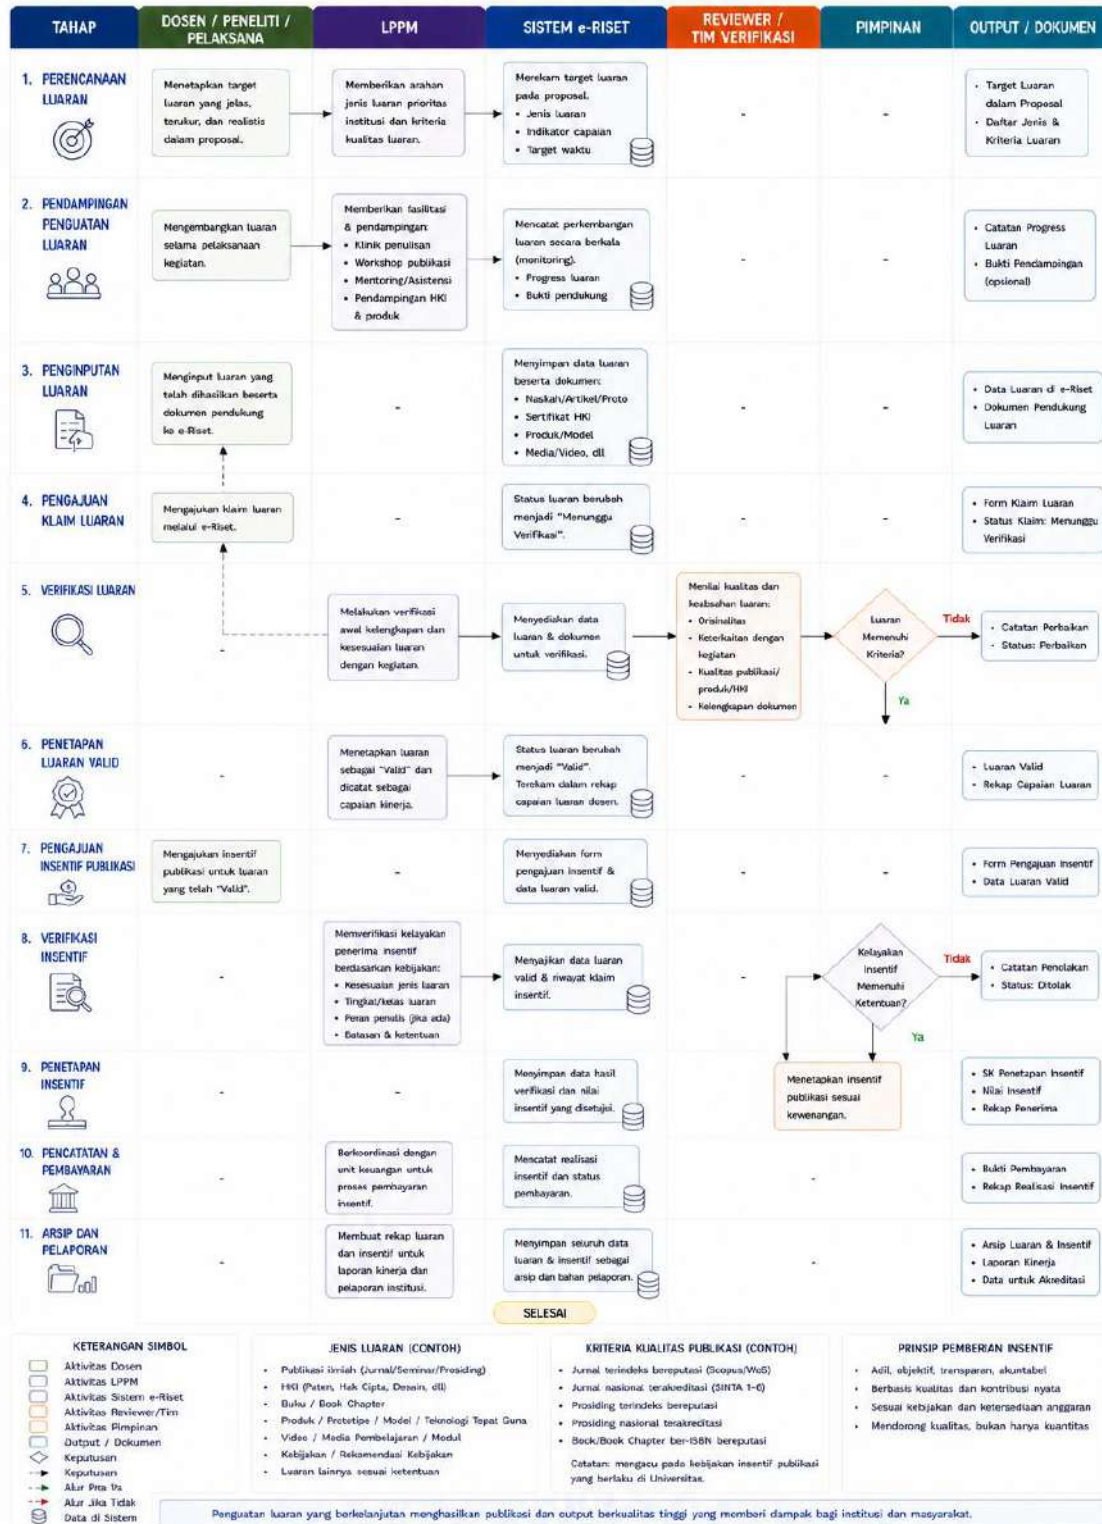 TAHAP
DOSEN / PENELITI /
PELAKSANA
LPPM
SISTEM e-RISET
REVIEWER /
TIM VERIFIKASI
PIMPINAN
OUTPUT / DOKUMEN
1. PERENCANAAN
LUARAN
Menetapkan target
luaran yang jelas,
terukur, dan realistis
dalam proposal.
Memberikan arahan
jenis luaran prioritas
institusi dan kriteria
kualitas luaran.
Merekam target luaran
pada proposal.
• Jenis luaran
• Indikator capaian
• Target waktu
-
-
• Target Luaran
dalam Proposal
• Daftar Jenis &
Kriteria Luaran
2. PENDAMPINGAN
PENGUATAN
LUARAN
Mengembangkan luaran
selama pelaksanaan
kegiatan.
Memberikan fasilitasi
& pendampingan:
• Klinik penulisan
• Workshop publikasi
• Mentoring/Asistensi
• Pendampingan HKI
& produk
Mencatat perkembangan
luaran secara berkala
(monitoring).
• Progress luaran
• Bukti pendukung
-
-
• Catatan Progress
Luaran
• Bukti Pendampingan
(opsional)
3. PENGINPUTAN
LUARAN
Menginput luaran yang
telah dihasilkan beserta
dokumen pendukung
ke e-Riset.
-
Menyimpan data luaran
beserta dokumen:
• Naskah/Artikel/Proto
• Sertifikat HKI
• Produk/Model
• Media/Video, dll
-
-
• Data Luaran di e-Riset
• Dokumen Pendukung
Luaran
4. PENGAJUAN
KLAIM LUARAN
Mengajukan klaim luaran
melalui e-Riset.
-
Status luaran berubah
menjadi "Menunggu
Verifikasi".
-
-
• Form Klaim Luaran
• Status Klaim: Menunggu
Verifikasi
5. VERIFIKASI LUARAN
-
Melakukan verifikasi
awal kelengkapan dan
kesesuaian luaran
dengan kegiatan.
Menyediakan data
luaran & dokumen
untuk verifikasi.
Menilai kualitas dan
keabsahan luaran:
• Orisinalitas
• Keterkaitan dengan
kegiatan
• Kualitas publikasi/
produk/HKI
• Kelengkapan dokumen
Luaran
Memenuhi
Kriteria?
Tidak
Ya
• Catatan Perbaikan
• Status: Perbaikan
6. PENETAPAN
LUARAN VALID
-
Menetapkan luaran
sebagai "Valid" dan
dicatat sebagai
capaian kinerja.
Status luaran berubah
menjadi "Valid".
Terekam dalam rekap
capaian luaran dosen.
-
-
• Luaran Valid
• Rekap Capaian Luaran
7. PENGAJUAN
INSENTIF PUBLIKASI
Mengajukan insentif
publikasi untuk luaran
yang telah "Valid".
-
Menyediakan form
pengajuan insentif &
data luaran valid.
-
-
• Form Pengajuan Insentif
• Data Luaran Valid
8. VERIFIKASI
INSENTIF
-
Memverifikasi kelayakan
penerima insentif
berdasarkan kebijakan:
• Kesesuaian jenis luaran
• Tingkat/kelas luaran
• Peran penulis (jika ada)
• Batasan & ketentuan
Menyajikan data luaran
valid & riwayat klaim
insentif.
-
Kelayakan
Insentif
Memenuhi
Ketentuan?
Tidak
Ya
• Catatan Penolakan
• Status: Ditolak
9. PENETAPAN
INSENTIF
-
-
Menyimpan data hasil
verifikasi dan nilai
insentif yang disetujui.
Menetapkan insentif
publikasi sesuai
kewenangan.
• SK Penetapan Insentif
• Nilai Insentif
• Rekap Penerima
10. PENCATATAN &
PEMBAYARAN
-
Berkoordinasi dengan
unit keuangan untuk
proses pembayaran
insentif.
Mencatat realisasi
insentif dan status
pembayaran.
-
• Bukti Pembayaran
• Rekap Realisasi Insentif
11. ARSIP DAN
PELAPORAN
-
Membuat rekap luaran
dan insentif untuk
laporan kinerja dan
pelaporan institusi.
Menyimpan seluruh data
luaran & insentif sebagai
arsip dan bahan pelaporan.
-
• Arsip Luaran & Insentif
• Laporan Kinerja
• Data untuk Akreditasi
SELESAI
KETERANGAN SIMBOL
Aktivitas Dosen
Aktivitas LPPM
Aktivitas Sistem e-Riset
Aktivitas Reviewer/Tim
Aktivitas Pimpinan
Output / Dokumen
Keputusan
Keputusan
Alur
Alur Jika Tidak
Data di Sistem
JENIS LUARAN (CONTOH)
• Publikasi ilmiah (Jurnal/Seminar/Prosiding)
• HKI (Paten, Hak Cipta, Desain, dll)
• Buku / Book Chapter
• Produk / Prototipe / Model / Teknologi Tepat Guna
• Video / Media Pembelajaran / Modul
• Kebijakan / Rekomendasi Kebijakan
• Luaran lainnya sesuai ketentuan
KRITERIA KUALITAS PUBLIKASI (CONTOH)
• Jurnal terindeks bereputasi (Scopus/WoS)
• Jurnal nasional terakreditasi (SINTA 1-6)
• Prosiding terindeks bereputasi
• Prosiding nasional terakreditasi
• Book/Book Chapter ber-ISBN bereputasi
Catatan: mengacu pada kebijakan insentif publikasi
yang berlaku di Universitas.
PRINSIP PEMBERIAN INSENTIF
• Adil, objektif, transparan, akuntabel
• Berbasis kualitas dan kontribusi nyata
• Sesuai kebijakan dan ketersediaan anggaran
• Mendorong kualitas, bukan hanya kuantitas
Penguatan luaran yang berkelanjutan menghasilkan publikasi dan output berkualitas tinggi yang memberi dampak bagi institusi dan masyarakat.